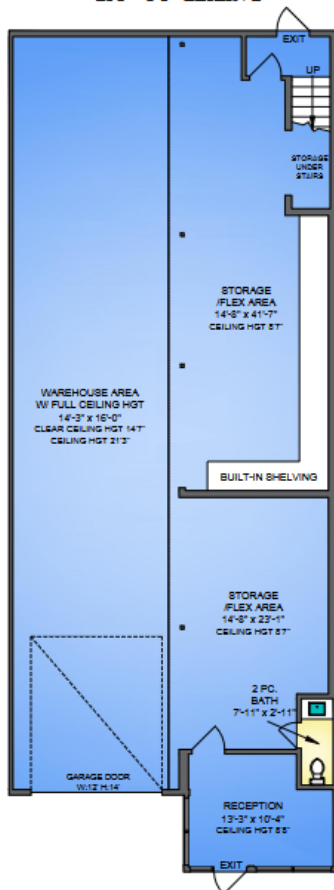 EXIT
UP
STORAGE
UNDER
STAIRS
STORAGE
/FLEX AREA
14'-8" x 41'-7"
CEILING HGT 8'7"
WAREHOUSE AREA
W/ FULL CEILING HGT
14'-3" x 16'-0"
CLEAR CEILING HGT 14'7"
CEILING HGT 21'3"
BUILT-IN SHELVING
STORAGE
/FLEX AREA
14'-8" x 23'-1"
CEILING HGT 8'7"
2 PC.
BATH
7'-11" x 2'-11"
GARAGE DOOR
W:12' H:14'
RECEPTION
13'-3" x 10'-4"
CEILING HGT 8'8"
EXIT